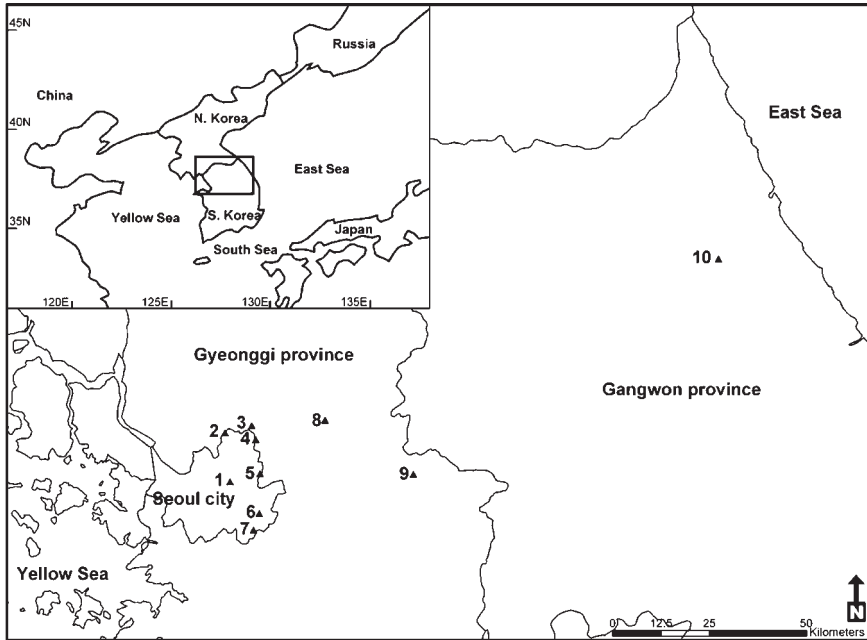 45N
Russia
China
N. Korea
40N
East Sea
East Sea
Yellow Sea
S. Korea
35N
Japan
South Sea
120E 125E 130E 135E
10
Gyeonggi province
Gangwon province
8
3
2
4
9
5
1
Seoul city
6
7
Yellow Sea
N
0 12.5 25 50
Kilometers